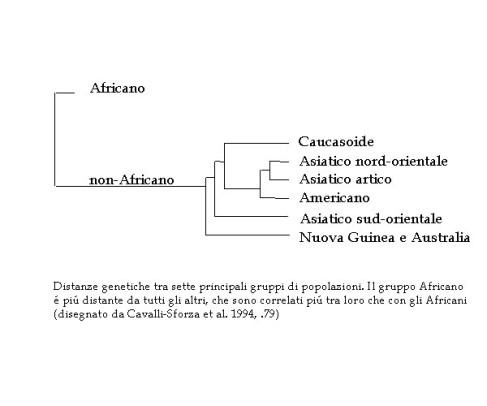 Africano
Caucasoide
Asiatico nord-orientale
non-Africano
Asiatico artico
Americano
Asiatico sud-orientale
Nuova Guinea e Australia
Distanze genetiche tra sette principali gruppi di popolazioni. Il gruppo Africano
é piú distante da tutti gli altri, che sono correlati piú tra loro che con gli Africani
(disegnato da Cavalli-Sforza et al. 1994, .79)